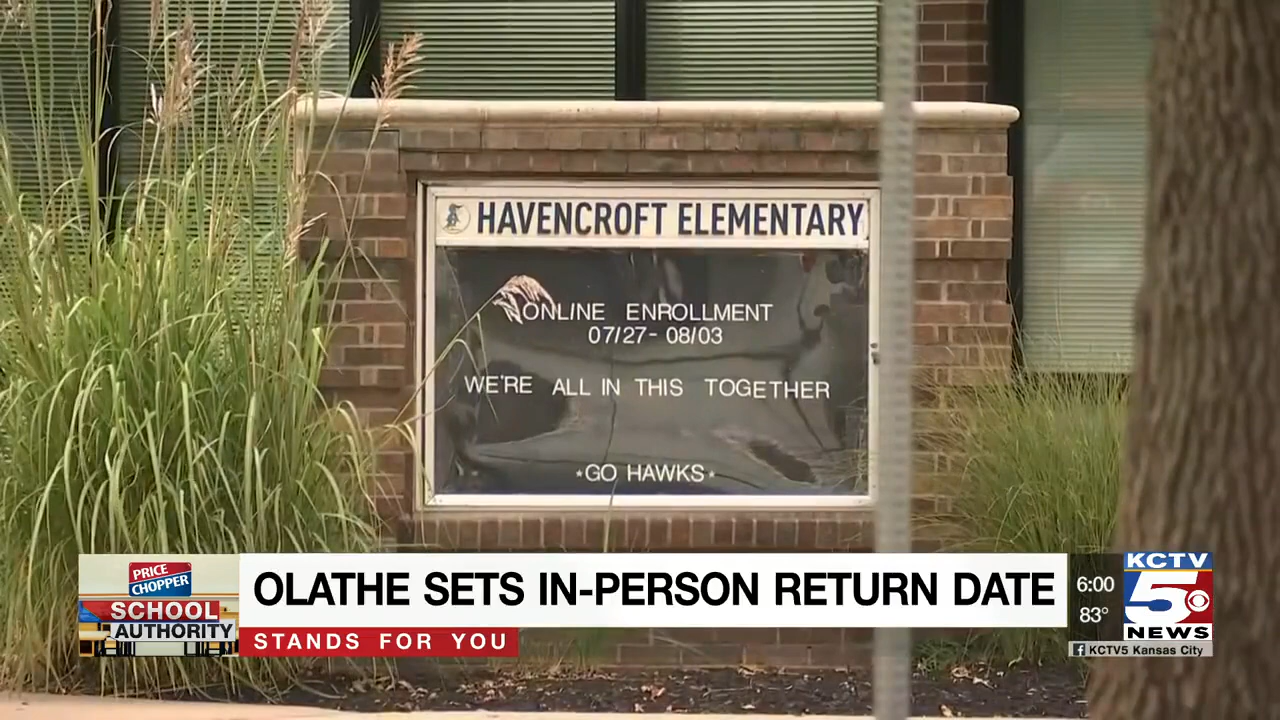 HAVENCROFT ELEMENTARY
ONLINE ENROLLMENT
07/27- 08/03
WE'RE ALL IN THIS TOGETHER
*GO HAWKS*
PRICE
CHOPPER
SCHOOL
AUTHORITY
OLATHE SETS IN-PERSON RETURN DATE
STANDS FOR YOU
6:00
83°
KCTV
5
NEWS
KCTV5 Kansas City